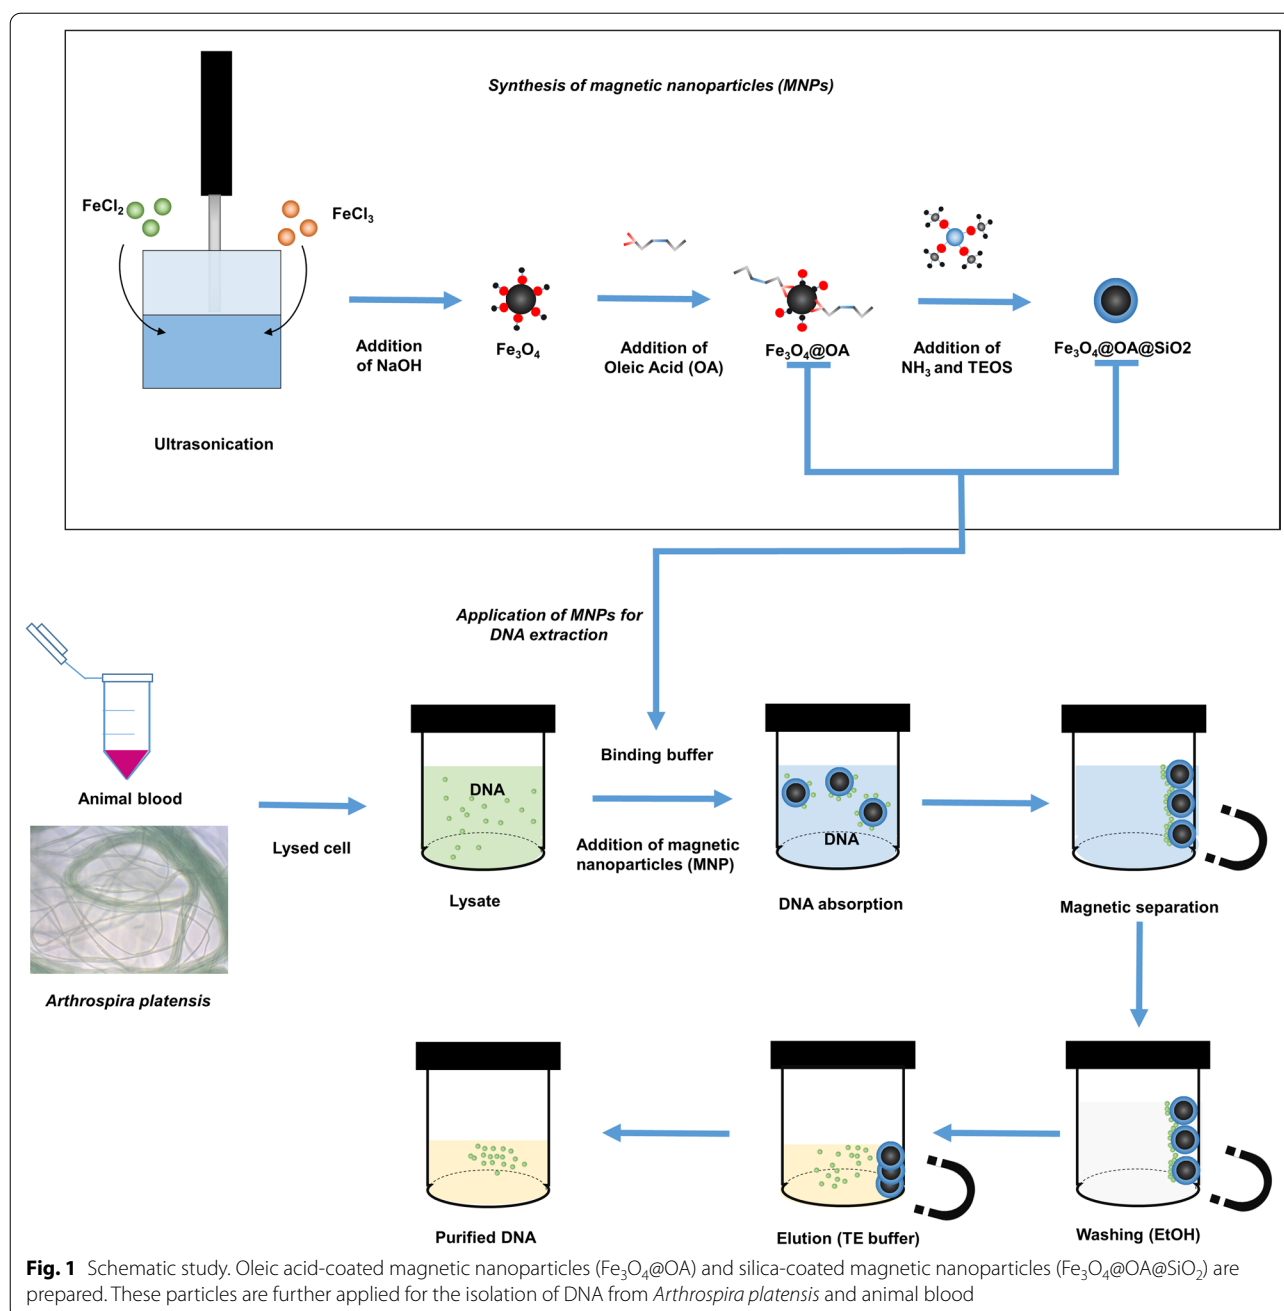 Synthesis of magnetic nanoparticles (MNPs)
FeCl₂
FeCl₃
Addition
of NaOH
Fe₃O₄
Addition of
Oleic Acid (OA)
Fe₃O₄@OA
Addition of
NH₃ and TEOS
Fe₃O₄@OA@SiO2
Ultrasonication
Application of MNPs for
DNA extraction
Animal blood
Arthrospira platensis
Lysed cell
DNA
Lysate
Binding buffer
Addition of magnetic
nanoparticles (MNP)
DNA
DNA absorption
Magnetic separation
Washing (EtOH)
Elution (TE buffer)
Purified DNA
Fig. 1 Schematic study. Oleic acid-coated magnetic nanoparticles (Fe₃O₄@OA) and silica-coated magnetic nanoparticles (Fe₃O₄@OA@SiO₂) are
prepared. These particles are further applied for the isolation of DNA from Arthrospira platensis and animal blood